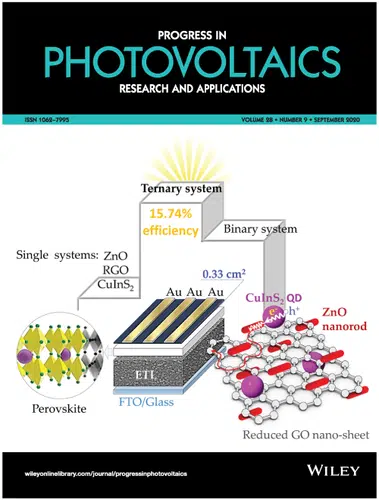 PROGRESS IN
PHOTOVOLTAICS
RESEARCH AND APPLICATIONS
ISSN 1062-7995
VOLUME 28 • NUMBER 9 • SEPTEMBER 2020
Ternary system
15.74%
efficiency
Binary system
Single systems: ZnO
RGO
CuInS₂
0.33 cm²
Au Au Au
CuInS₂ QD
e⁻ h⁺
ZnO
nanorod
ETL
Perovskite
FTO/Glass
Reduced GO nano-sheet
wileyonlinelibrary.com/journal/progressinphotovoltaics
WILEY